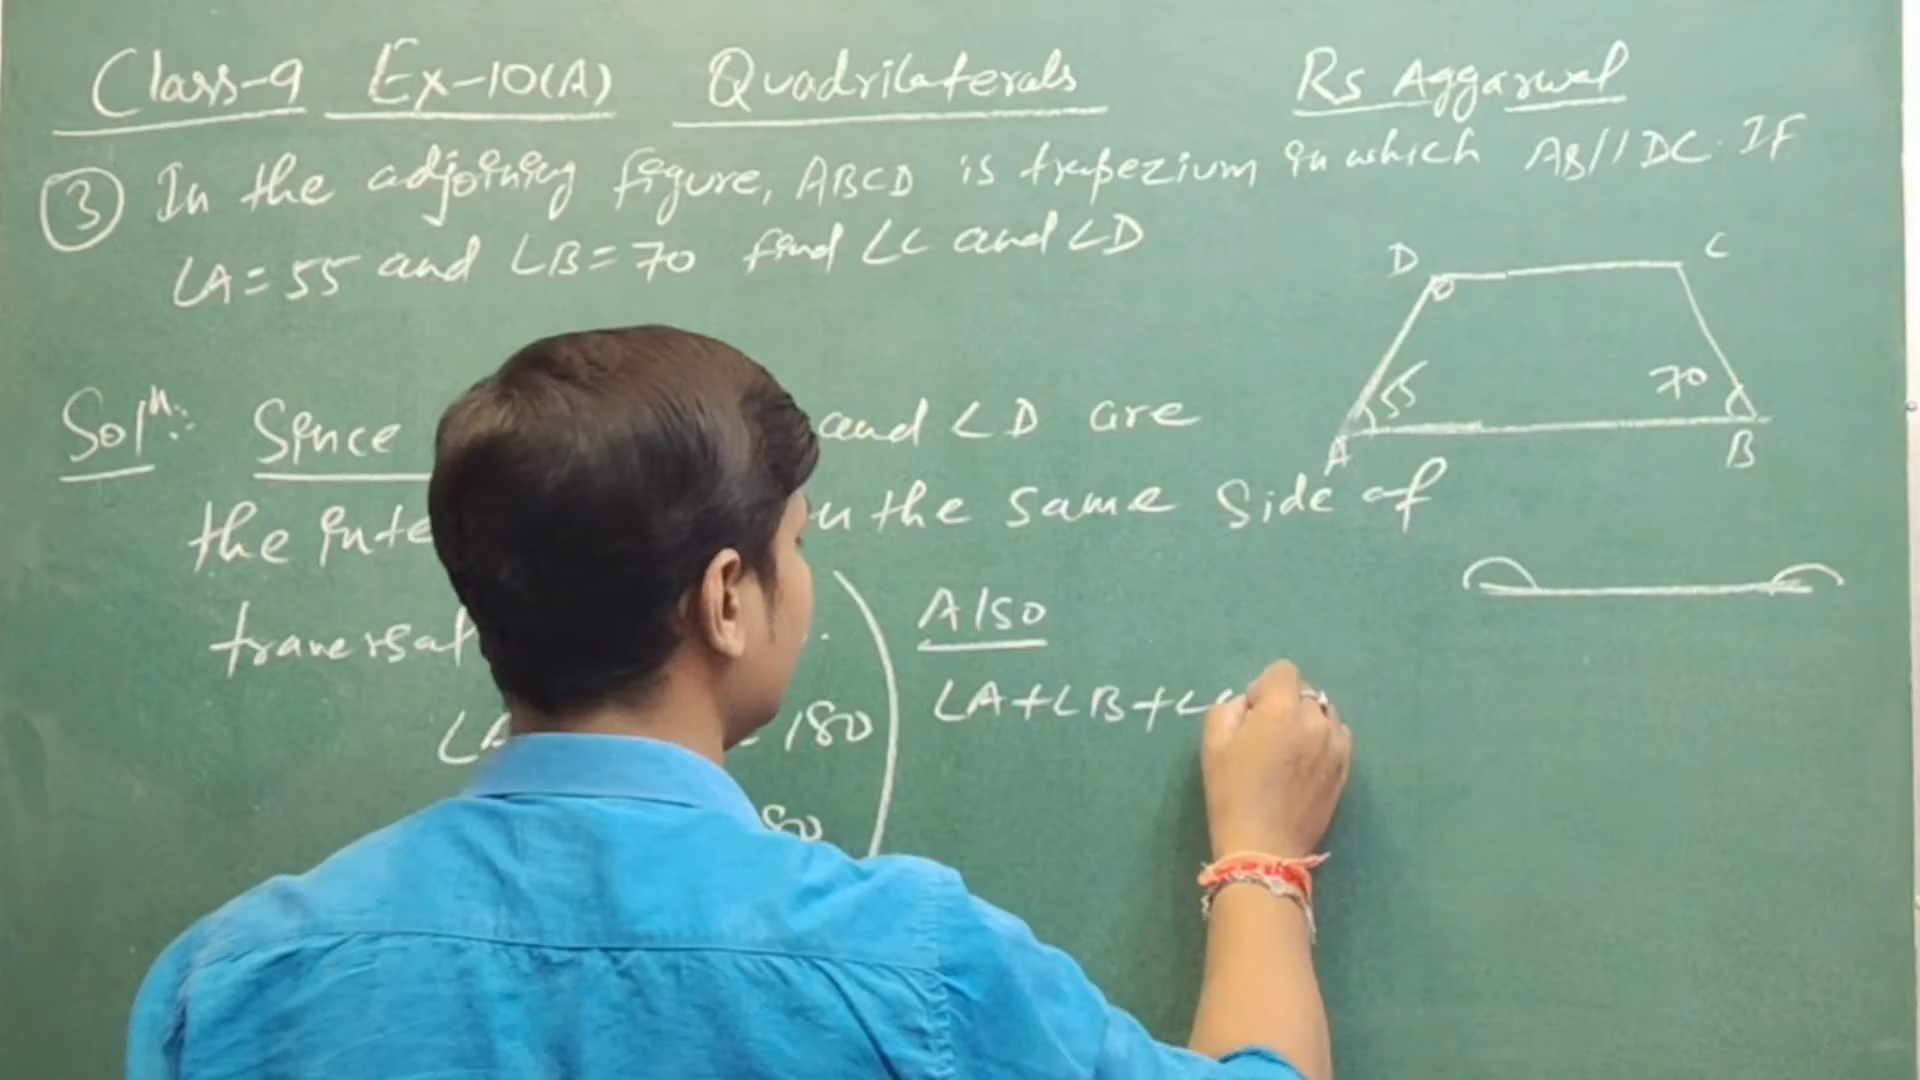 Class-9 Ex-10(A) Quadrilaterals Rs Aggarwal
③ In the adjoining figure, ABCD is trapezium in which AB//DC. If
∠A=55 and ∠B=70 find ∠C and ∠D
D C
55 70
A B
Solⁿ: Since and ∠D are
the the same side of
traversal
= 180
Also
∠A+∠B+∠